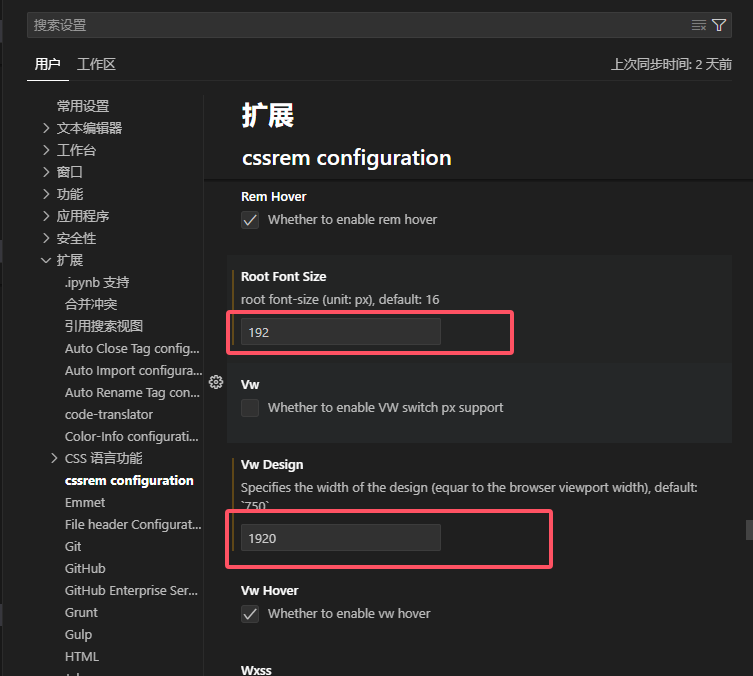 搜索设置
用户 工作区 上次同步时间: 2 天前
常用设置
文本编辑器
工作台
窗口
功能
应用程序
安全性
扩展
.ipynb 支持
合并冲突
引用搜索视图
Auto Close Tag config...
Auto Import configura...
Auto Rename Tag con...
code-translator
Color-Info configurati...
CSS 语言功能
cssrem configuration
Emmet
File header Configurat...
Git
GitHub
GitHub Enterprise Ser...
Grunt
Gulp
HTML
扩展
cssrem configuration
Rem Hover
Whether to enable rem hover
Root Font Size
root font-size (unit: px), default: 16
192
Vw
Whether to enable VW switch px support
Vw Design
Specifies the width of the design (equar to the browser viewport width), default:
`750`
1920
Vw Hover
Whether to enable vw hover
Wxss